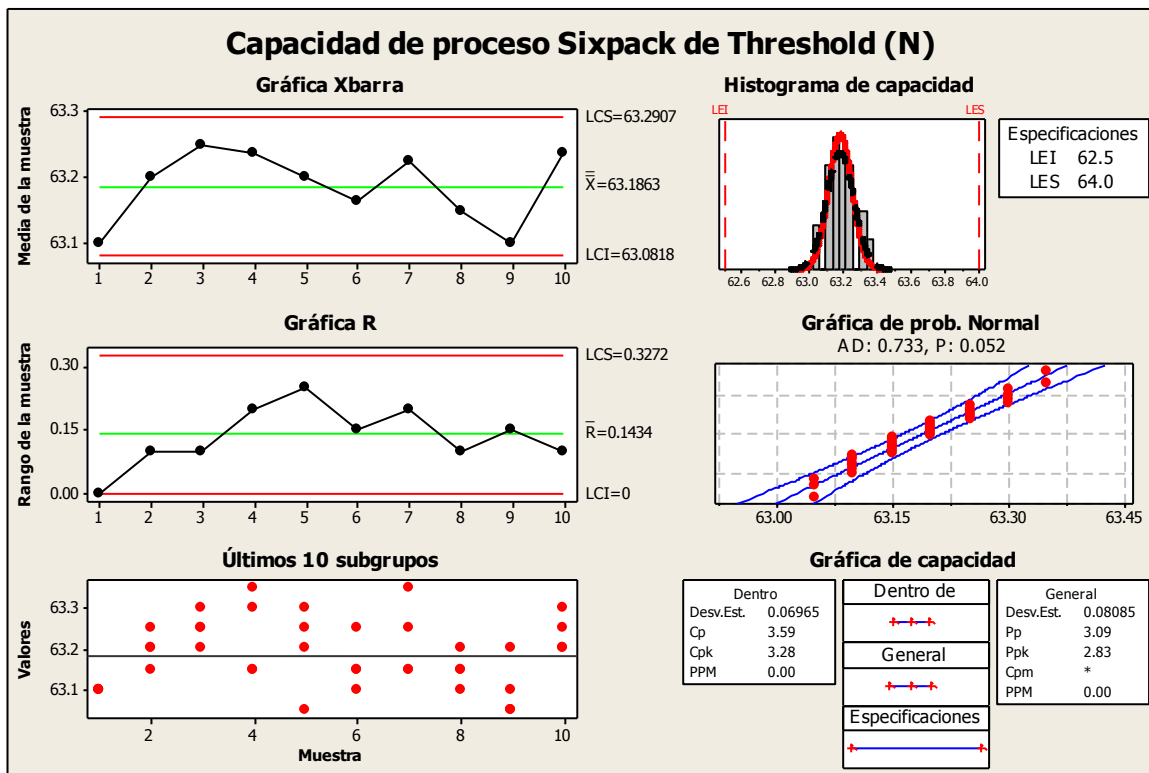 Capacidad de proceso Sixpack de Threshold (N)
Gráfica Xbarra
Media de la muestra
63.3
63.2
63.1
1 2 3 4 5 6 7 8 9 10
LCS=63.2907
X=63.1863
LCI=63.0818
Histograma de capacidad
LEI LES
62.6 62.8 63.0 63.2 63.4 63.6 63.8 64.0
Especificaciones
LEI 62.5
LES 64.0
Gráfica R
Rango de la muestra
0.30
0.15
0.00
1 2 3 4 5 6 7 8 9 10
LCS=0.3272
R=0.1434
LCI=0
Gráfica de prob. Normal
AD: 0.733, P: 0.052
63.00 63.15 63.30 63.45
Últimos 10 subgrupos
Valores
63.3
63.2
63.1
2 4 6 8 10
Muestra
Gráfica de capacidad
Dentro
Desv.Est. 0.06965
Cp 3.59
Cpk 3.28
PPM 0.00
Dentro de
General
Especificaciones
General
Desv.Est. 0.08085
Pp 3.09
Ppk 2.83
Cpm *
PPM 0.00